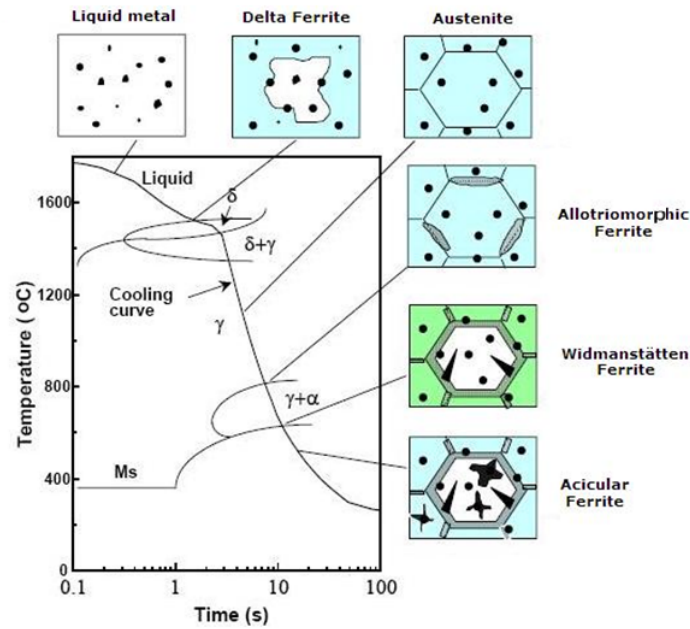 Liquid metal
Delta Ferrite
Austenite
Allotriomorphic
Ferrite
Widmanstätten
Ferrite
Acicular
Ferrite
Liquid
δ
δ+γ
Cooling
curve
γ
γ+α
Ms
Temperature ( oC)
1600
1200
800
400
0
0.1
1
10
100
Time (s)